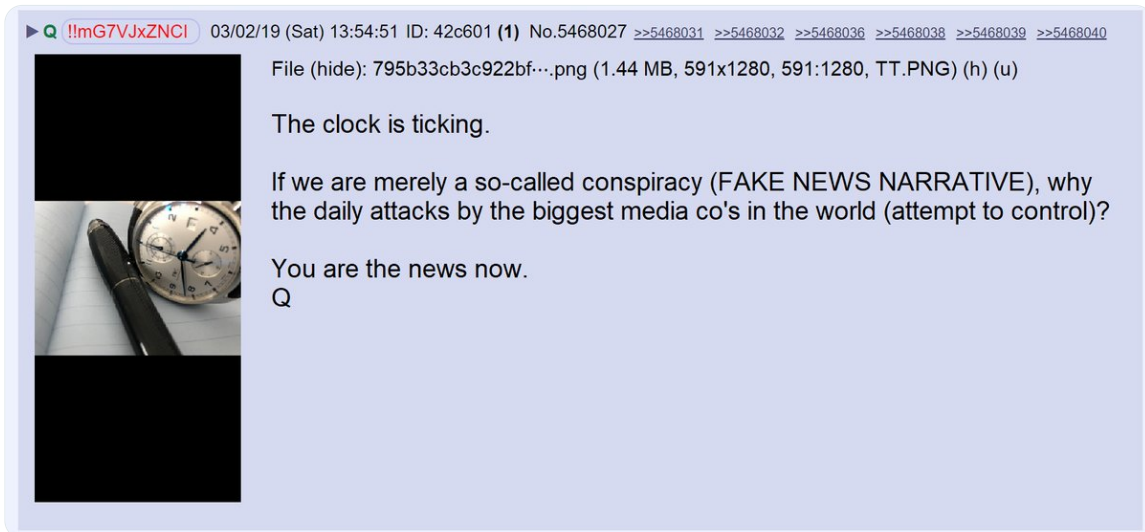 ▶ Q !!mG7VJxZNCI 03/02/19 (Sat) 13:54:51 ID: 42c601 (1) No.5468027 >>5468031 >>5468032 >>5468036 >>5468038 >>5468039 >>5468040
File (hide): 795b33cb3c922bf⋯.png (1.44 MB, 591x1280, 591:1280, TT.PNG) (h) (u)
The clock is ticking.
If we are merely a so-called conspiracy (FAKE NEWS NARRATIVE), why
the daily attacks by the biggest media co's in the world (attempt to control)?
You are the news now.
Q